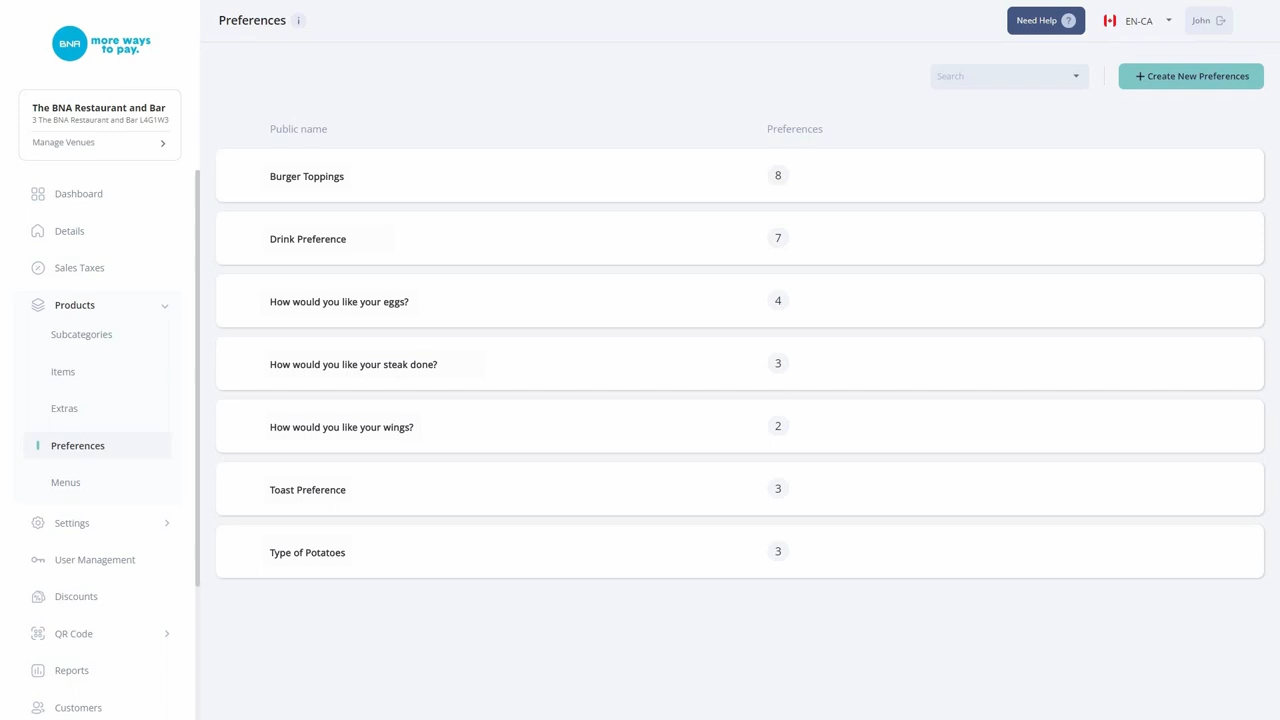 Preferences i
Need Help ?
EN-CA
John
BNA
more ways
to pay.
Search
+ Create New Preferences
The BNA Restaurant and Bar
3 The BNA Restaurant and Bar L4G1W3
Manage Venues
Public name
Preferences
Burger Toppings
8
Drink Preference
7
How would you like your eggs?
4
How would you like your steak done?
3
How would you like your wings?
2
Toast Preference
3
Type of Potatoes
3
Dashboard
Details
Sales Taxes
Products
Subcategories
Items
Extras
Preferences
Menus
Settings
User Management
Discounts
QR Code
Reports
Customers